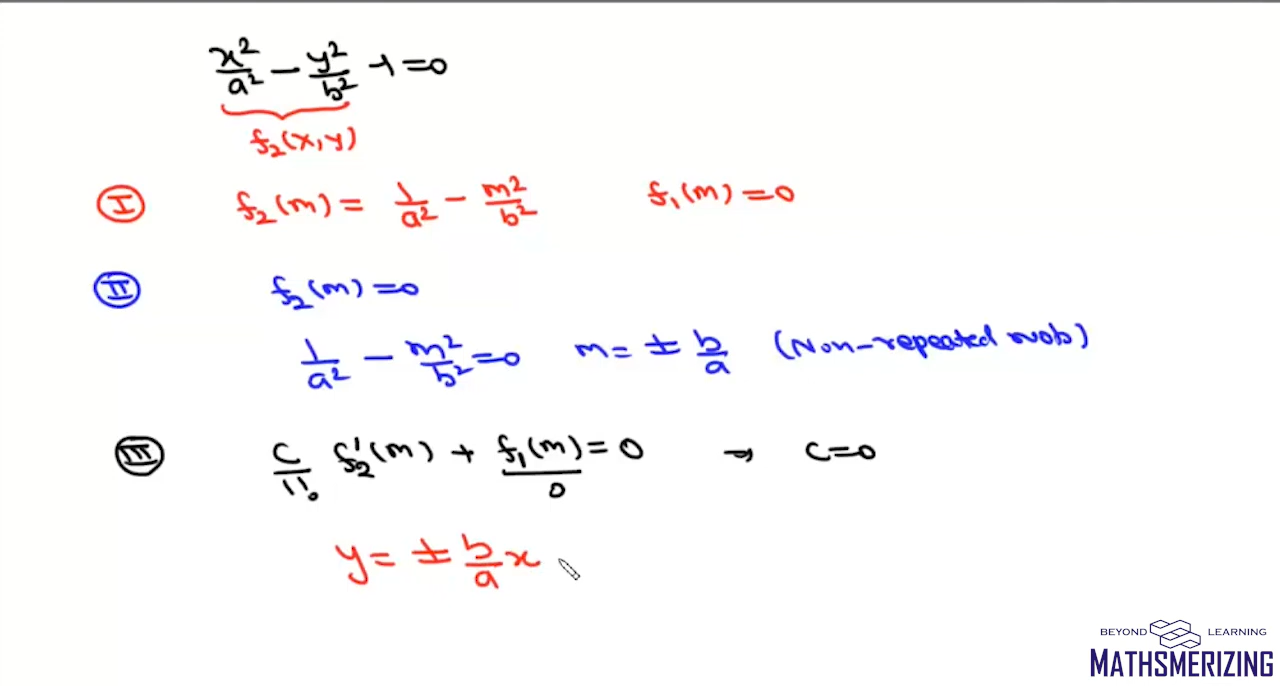 x²/a² − y²/b² −1 = 0
f₂(x,y)
I f₂(m) = 1/a² − m²/b² f₁(m) = 0
II f₂(m) = 0
1/a² − m²/b² = 0 m = ± b/a (Non-repeated roots)
III c/1! f₂'(m) + f₁(m) = 0 → c = 0
0
y = ± b/a x
BEYOND LEARNING
MATHSMERIZING